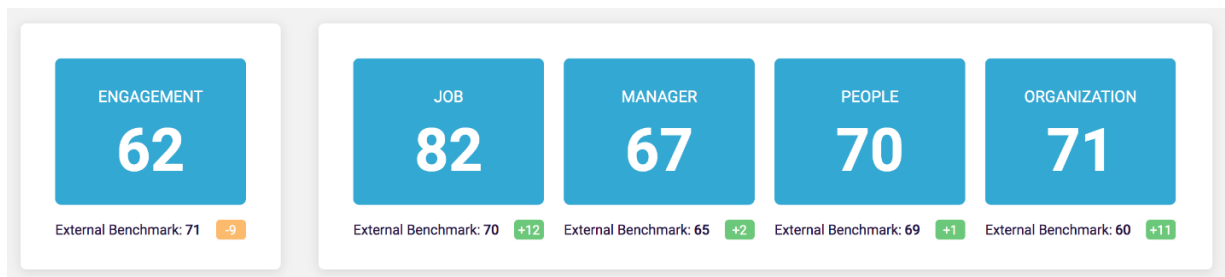 ENGAGEMENT
62
External Benchmark: 71 -9
JOB
82
External Benchmark: 70 +12
MANAGER
67
External Benchmark: 65 +2
PEOPLE
70
External Benchmark: 69 +1
ORGANIZATION
71
External Benchmark: 60 +11